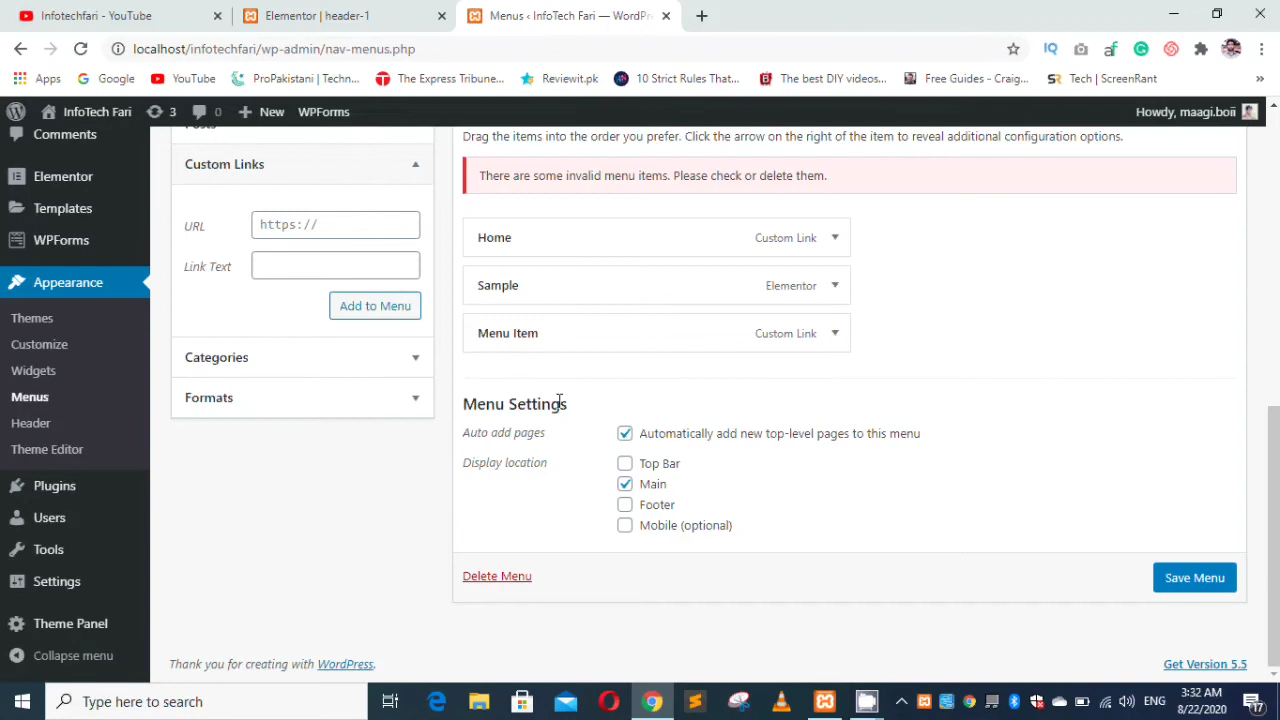 Infotechfari - YouTube
Elementor | header-1
Menus ‹ InfoTech Fari — WordPr
localhost/infotechfari/wp-admin/nav-menus.php
Apps
Google
YouTube
ProPakistani | Techn...
The Express Tribune...
Reviewit.pk
10 Strict Rules That...
The best DIY videos...
Free Guides - Craig...
Tech | ScreenRant
InfoTech Fari
3
0
New
WPForms
Howdy, maagi.boii
Comments
Elementor
Templates
WPForms
Appearance
Themes
Customize
Widgets
Menus
Header
Theme Editor
Plugins
Users
Tools
Settings
Theme Panel
Collapse menu
Posts
Custom Links
URL
https://
Link Text
Add to Menu
Categories
Formats
Drag the items into the order you prefer. Click the arrow on the right of the item to reveal additional configuration options.
There are some invalid menu items. Please check or delete them.
Home Custom Link
Sample Elementor
Menu Item Custom Link
Menu Settings
Auto add pages
Automatically add new top-level pages to this menu
Display location
Top Bar
Main
Footer
Mobile (optional)
Delete Menu
Save Menu
Thank you for creating with WordPress.
Get Version 5.5
Type here to search
ENG
3:32 AM
8/22/2020
17